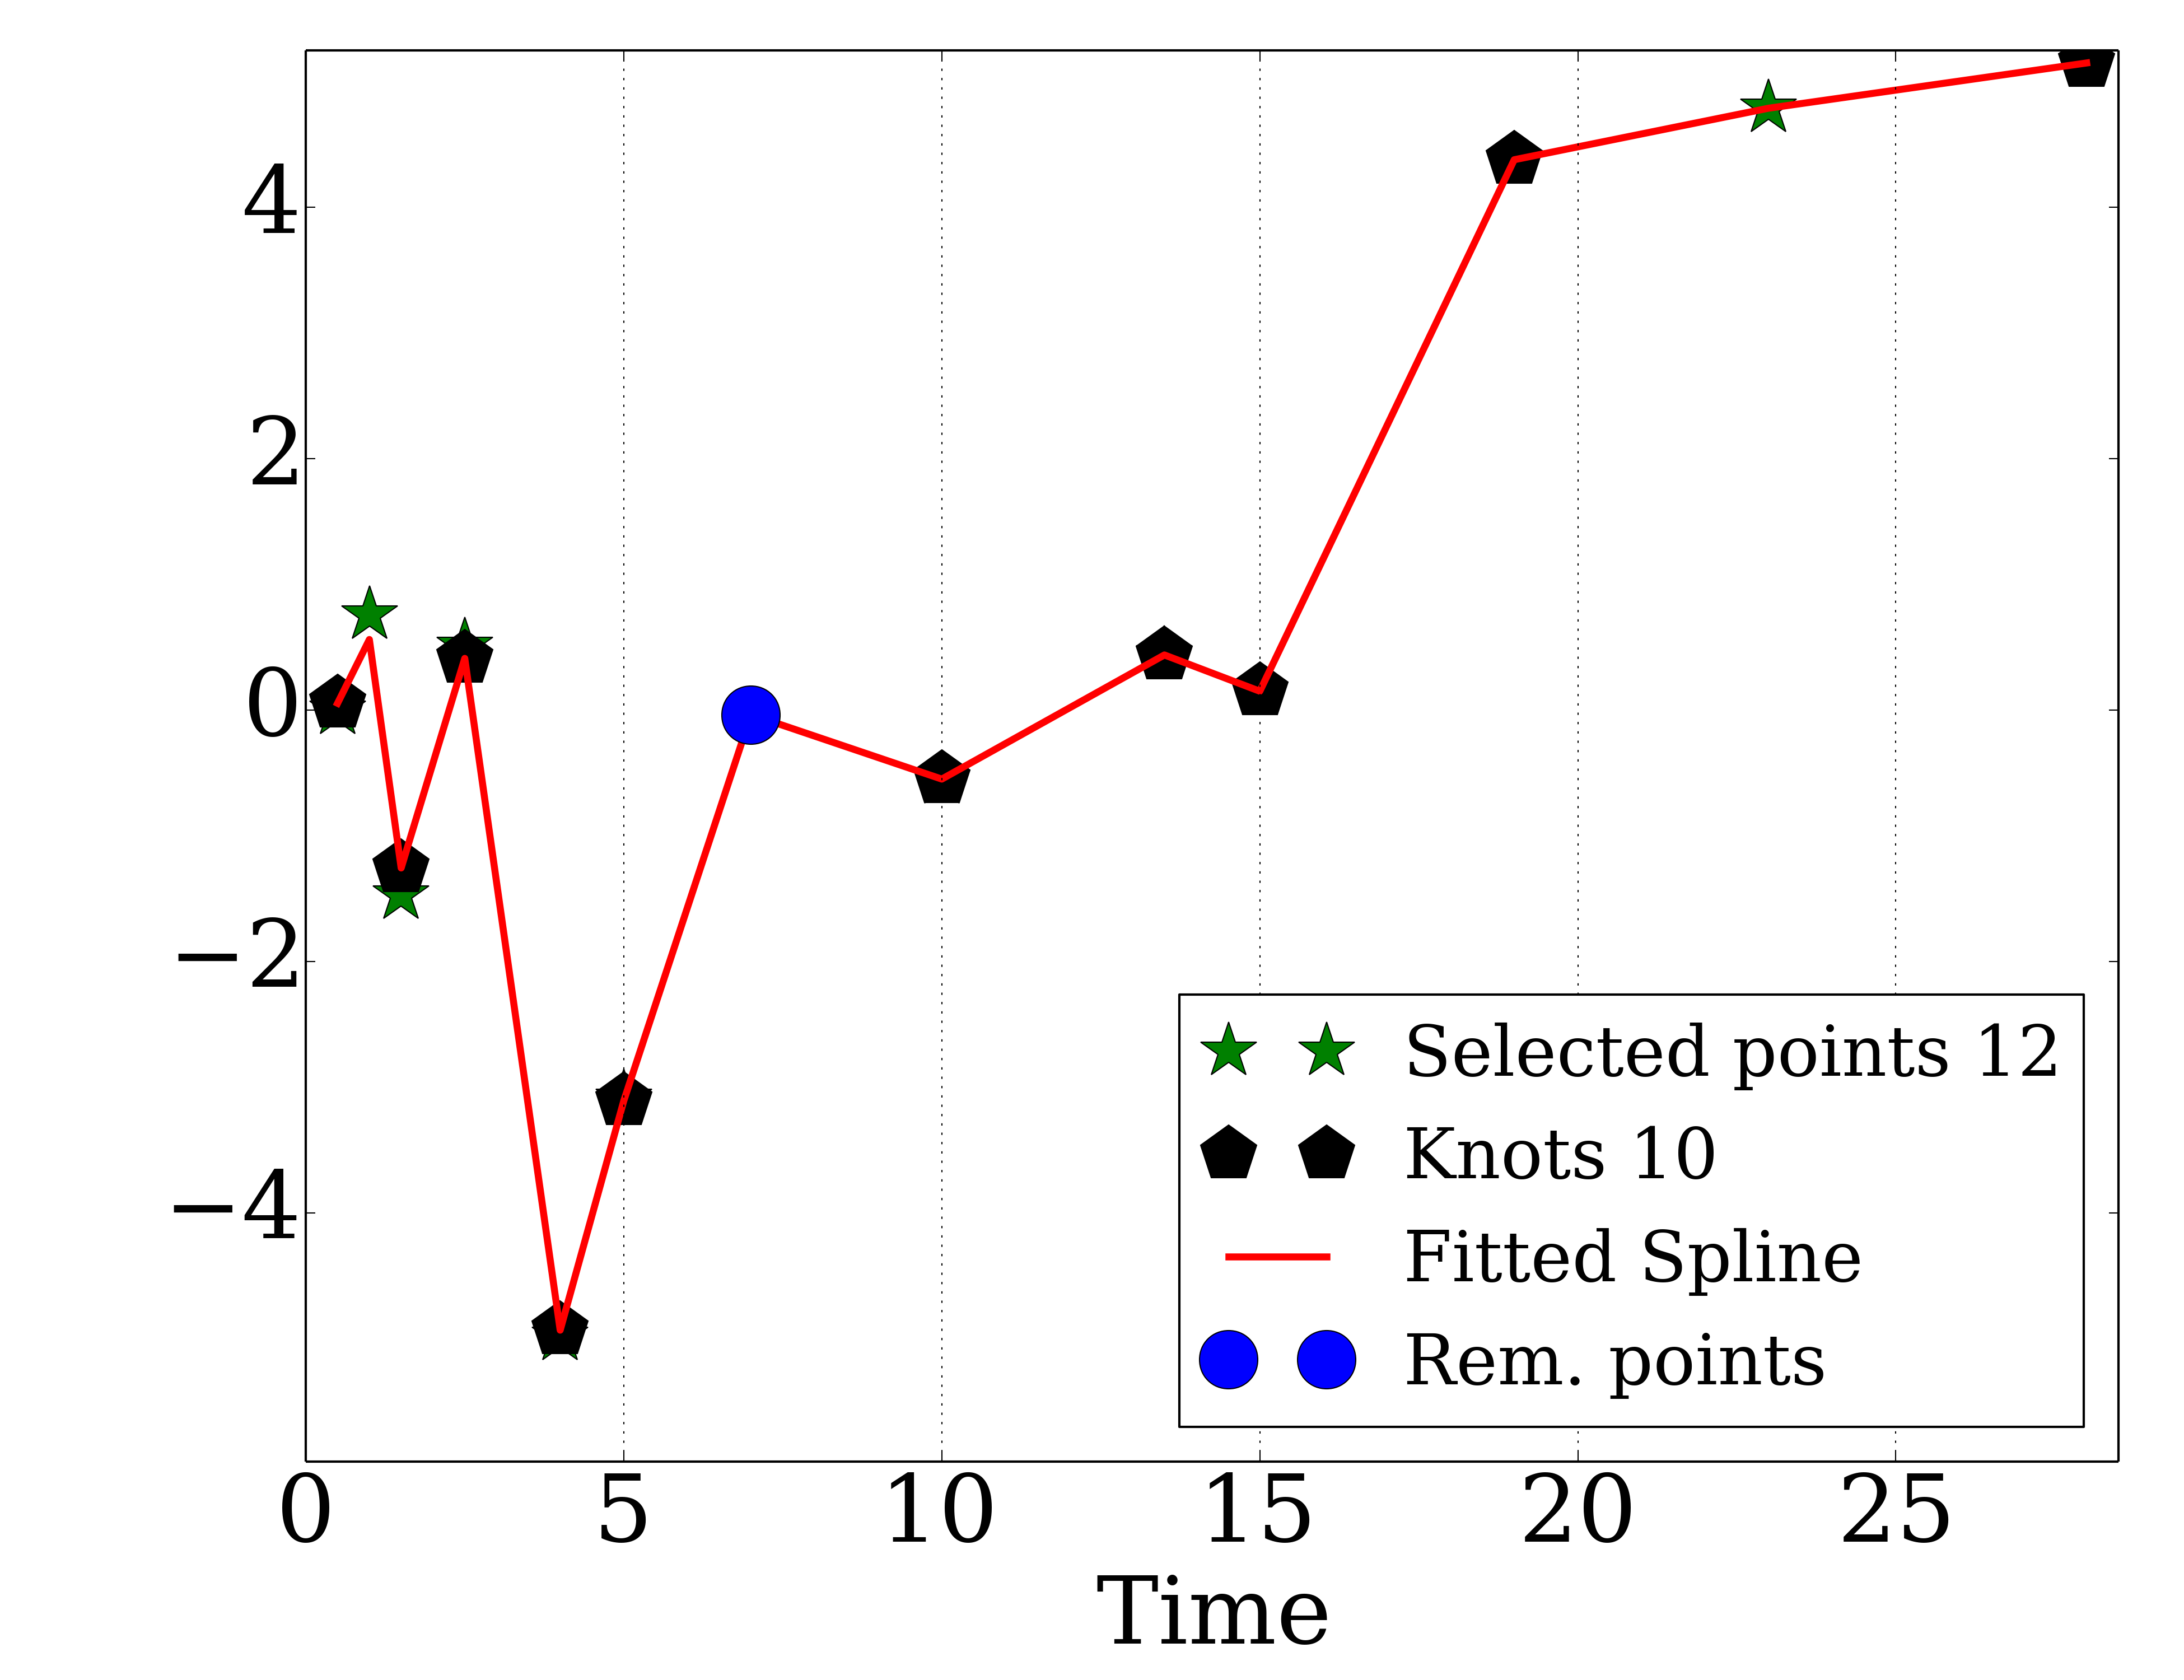 4
2
0
−2
−4
Selected points 12
Knots 10
Fitted Spline
Rem. points
0 5 10 15 20 25
Time